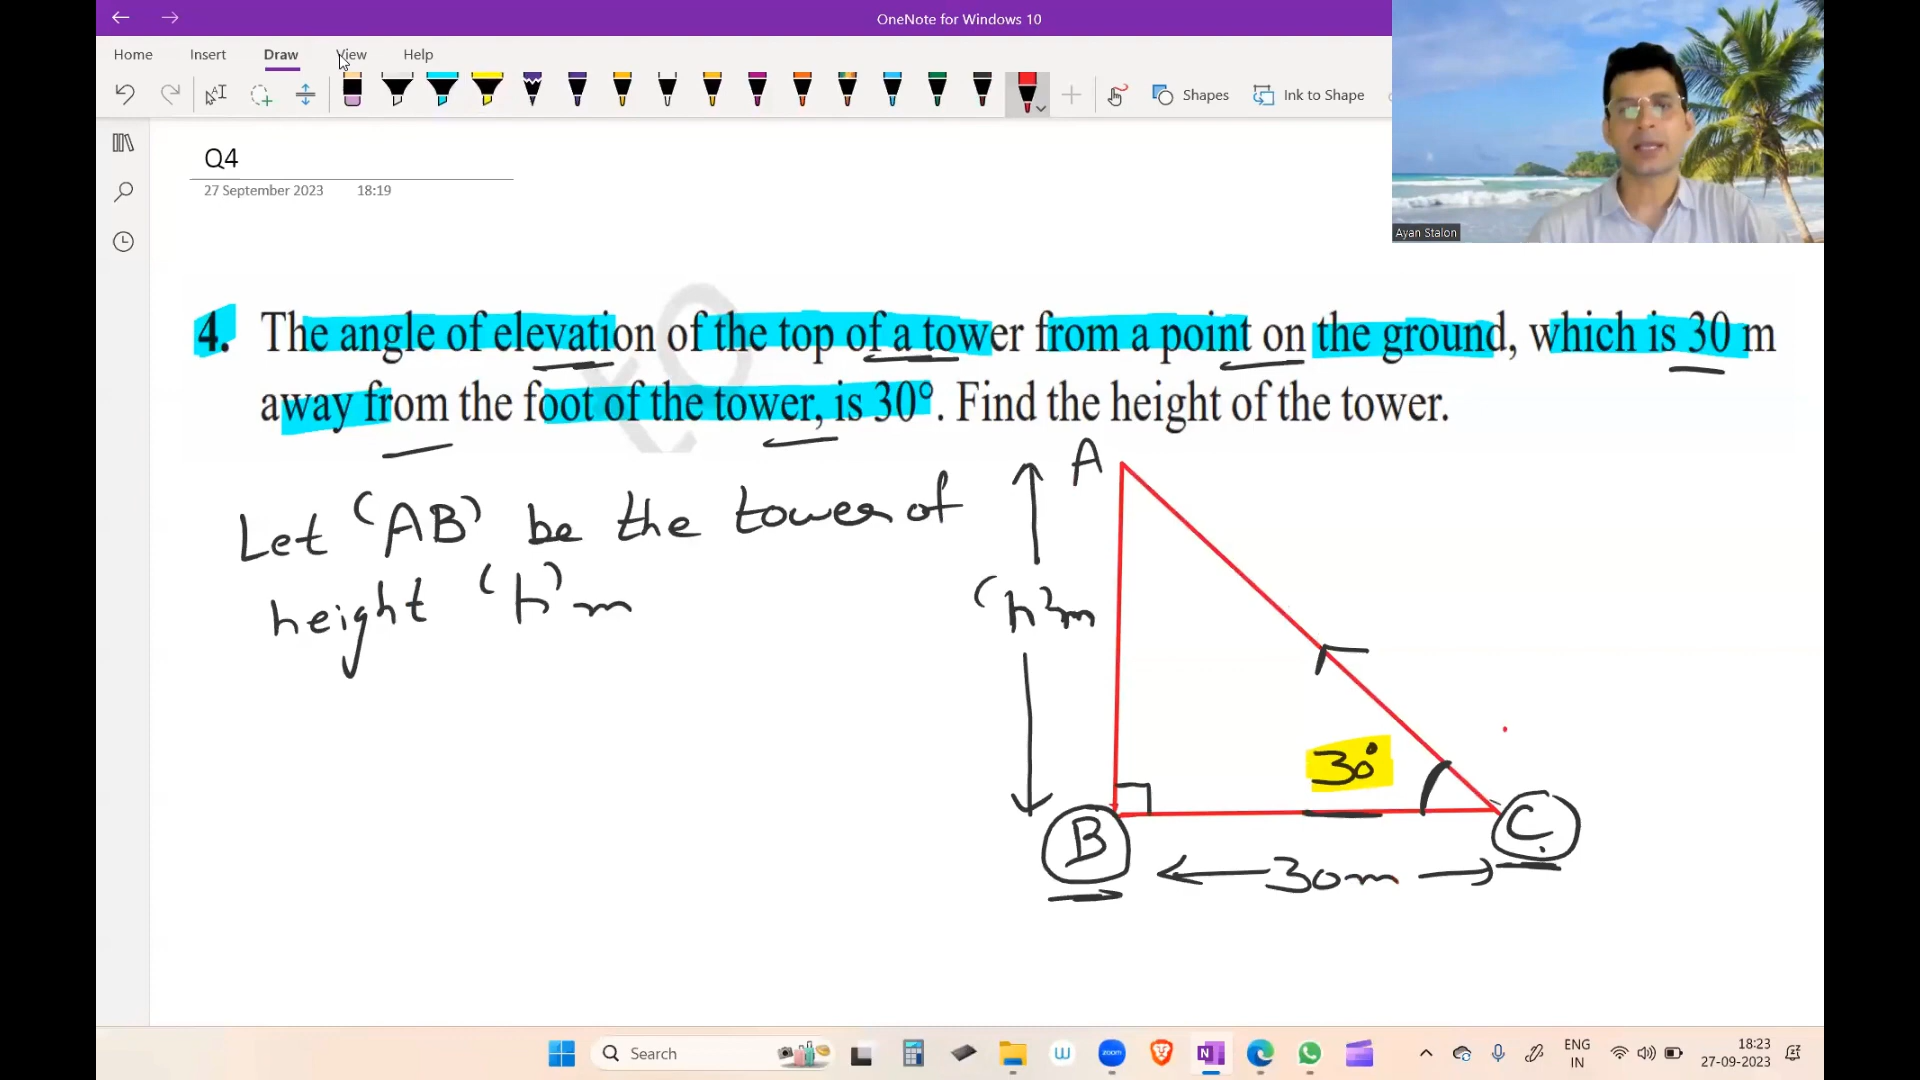 OneNote for Windows 10
Home Insert Draw View Help
Shapes Ink to Shape
Ayan Stalon
Q4
27 September 2023 18:19
4. The angle of elevation of the top of a tower from a point on the ground, which is 30 m
away from the foot of the tower, is 30°. Find the height of the tower.
Let 'AB' be the tower of
height 'h' m
A
'h' m
30°
B
C
30m
Search
ENG
IN
18:23
27-09-2023